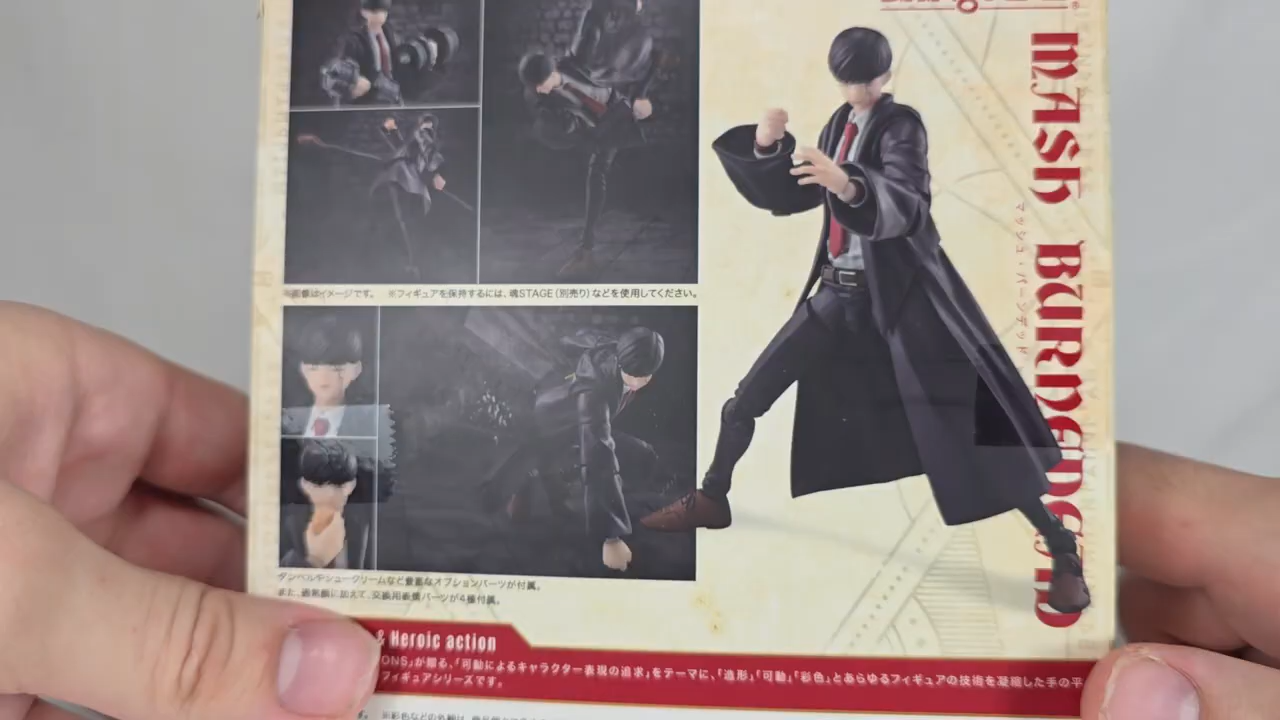 MASH BURNEDEAD
マッシュ・バーンデッド
※画像はイメージです。 ※フィギュアを保持するには、魂STAGE（別売り）などを使用してください。
ダンベルやシュークリームなど豊富なオプションパーツが付属。
また、通常顔に加えて、交換用表情パーツが4種付属。
& Heroic action
ONS」が贈る、「可動によるキャラクター表現の追求」をテーマに、「造形」「可動」「彩色」とあらゆるフィギュアの技術を凝縮した手の平
フィギュアシリーズです。